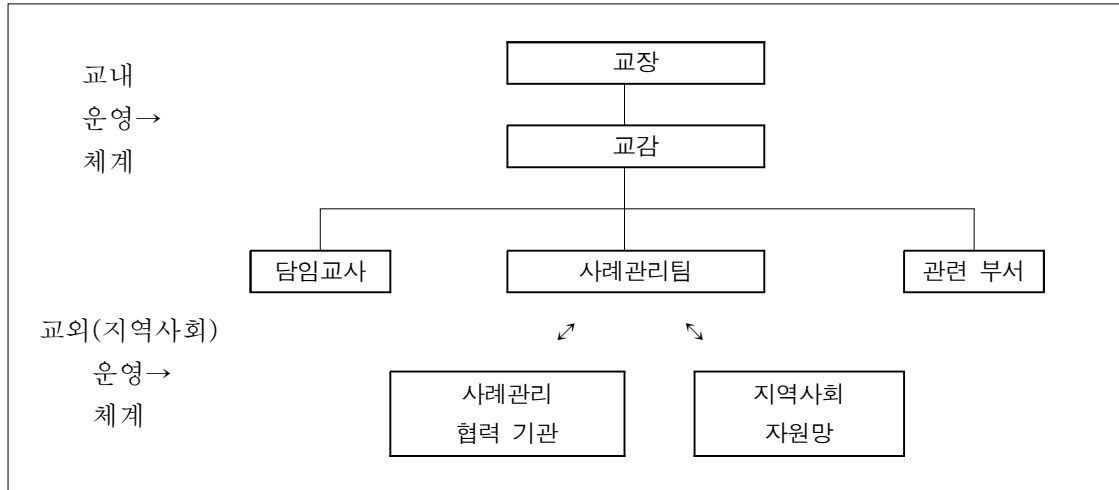 교장
교내
운영→
체계
교감
담임교사
사례관리팀
관련 부서
교외(지역사회)
운영→
체계
사례관리
협력 기관
지역사회
자원망